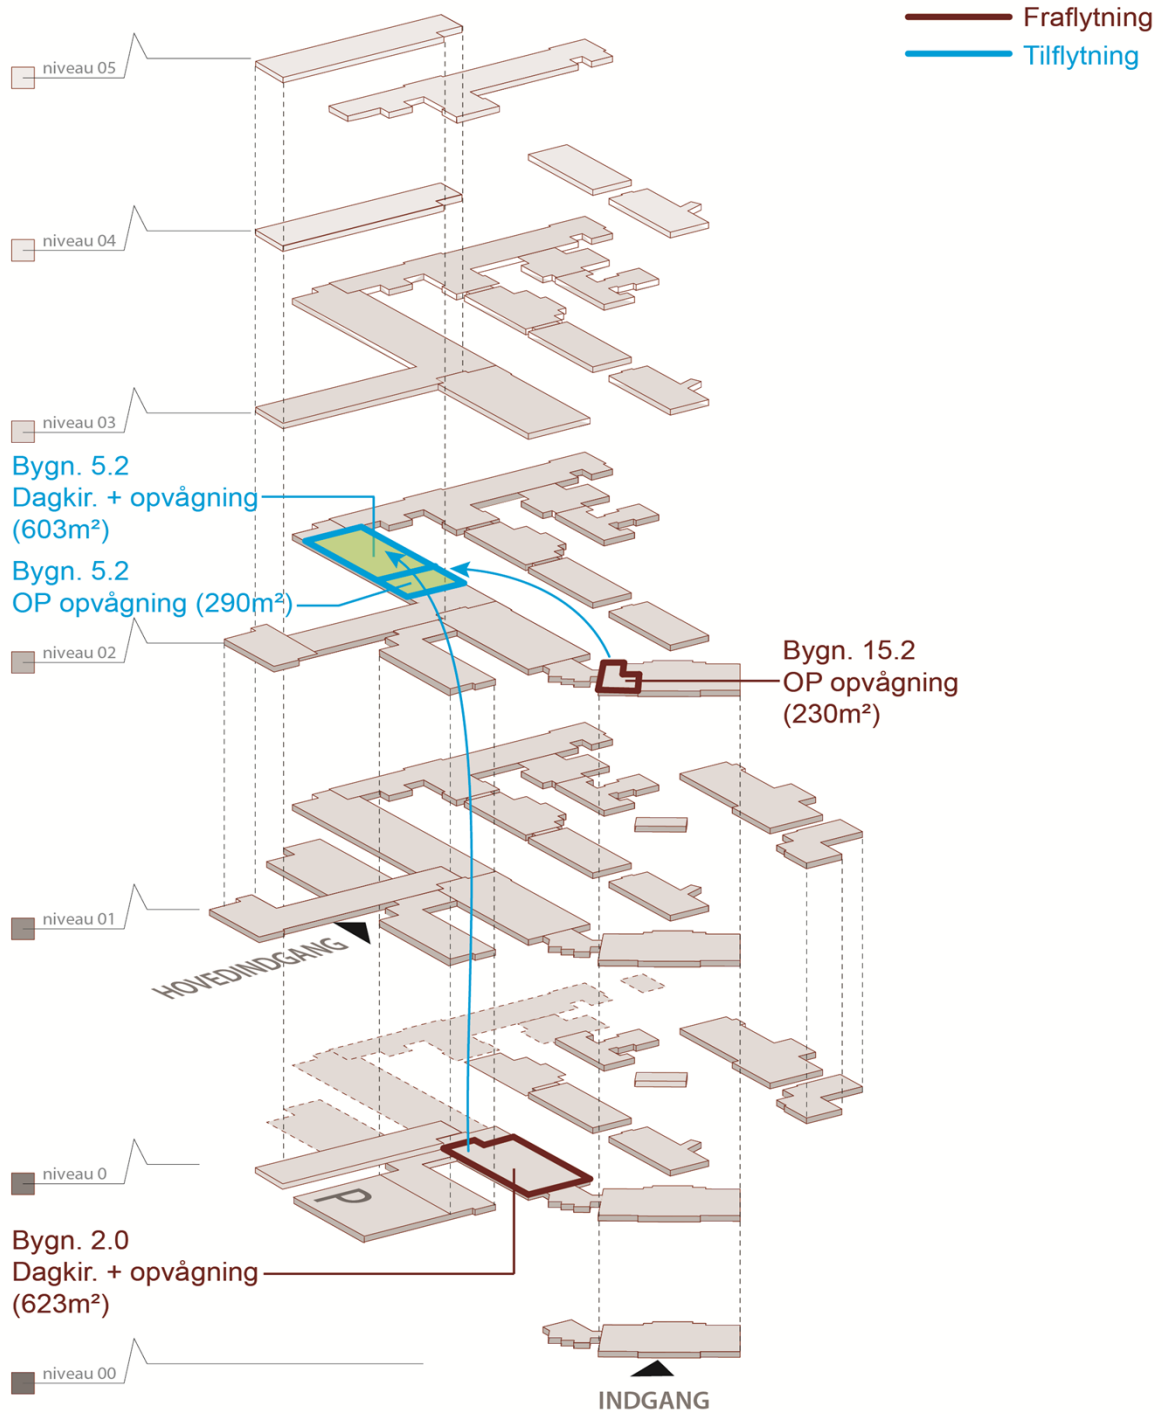 Fraflytning
Tilflytning
niveau 05
niveau 04
niveau 03
Bygn. 5.2
Dagkir. + opvågning
(603m²)
Bygn. 5.2
OP opvågning (290m²)
niveau 02
Bygn. 15.2
OP opvågning
(230m²)
niveau 01
HOVEDINDGANG
niveau 0
P
Bygn. 2.0
Dagkir. + opvågning
(623m²)
niveau 00
INDGANG